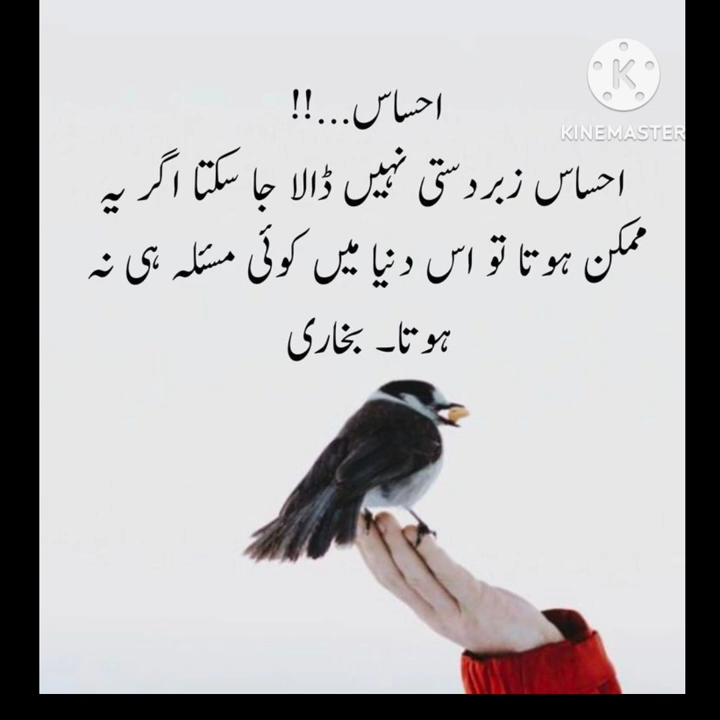 احساس...!!
KINEMASTER
احساس زبردستی نہیں ڈالا جا سکتا اگر یہ
ممکن ہوتا تو اس دنیا میں کوئی مسئلہ ہی نہ
ہوتا۔ بخاری